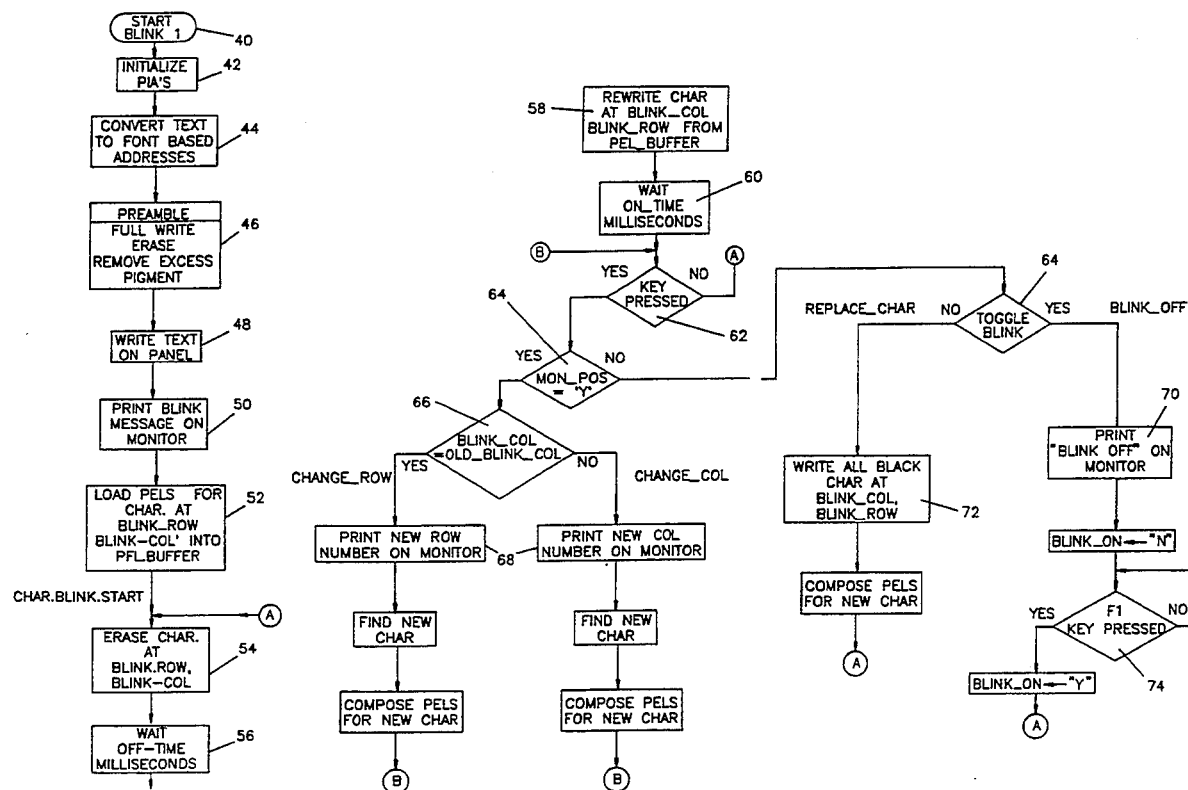 START
BLINK 1
40
INITIALIZE
PIA'S
42
CONVERT TEXT
TO FONT BASED
ADDRESSES
44
PREAMBLE
FULL WRITE
ERASE
REMOVE EXCESS
PIGMENT
46
WRITE TEXT
ON PANEL
48
PRINT BLINK
MESSAGE ON
MONITOR
50
LOAD PELS FOR
CHAR. AT
BLINK_ROW
BLINK-COL' INTO
PFL_BUFFER
52
CHAR.BLINK.START
A
ERASE CHAR.
AT
BLINK.ROW,
BLINK-COL
54
WAIT
OFF-TIME
MILLISECONDS
56
REWRITE CHAR
AT BLINK_COL
BLINK_ROW FROM
PEL_BUFFER
58
WAIT
ON_TIME
MILLISECONDS
60
B
A
YES
NO
KEY
PRESSED
62
64
YES
NO
MON_POS
= 'Y'
66
BLINK_COL
=OLD_BLINK_COL
YES
NO
CHANGE_ROW
CHANGE_COL
PRINT NEW ROW
NUMBER ON MONITOR
68
PRINT NEW COL
NUMBER ON MONITOR
FIND NEW
CHAR
FIND NEW
CHAR
COMPOSE PELS
FOR NEW CHAR
COMPOSE PELS
FOR NEW CHAR
B
B
64
REPLACE_CHAR
NO
YES
BLINK_OFF
TOGGLE
BLINK
WRITE ALL BLACK
CHAR AT
BLINK_COL,
BLINK_ROW
72
COMPOSE PELS
FOR NEW CHAR
A
70
PRINT
"BLINK OFF" ON
MONITOR
BLINK_ON←"N"
YES
NO
F1
KEY PRESSED
74
BLINK_ON←"Y"
A